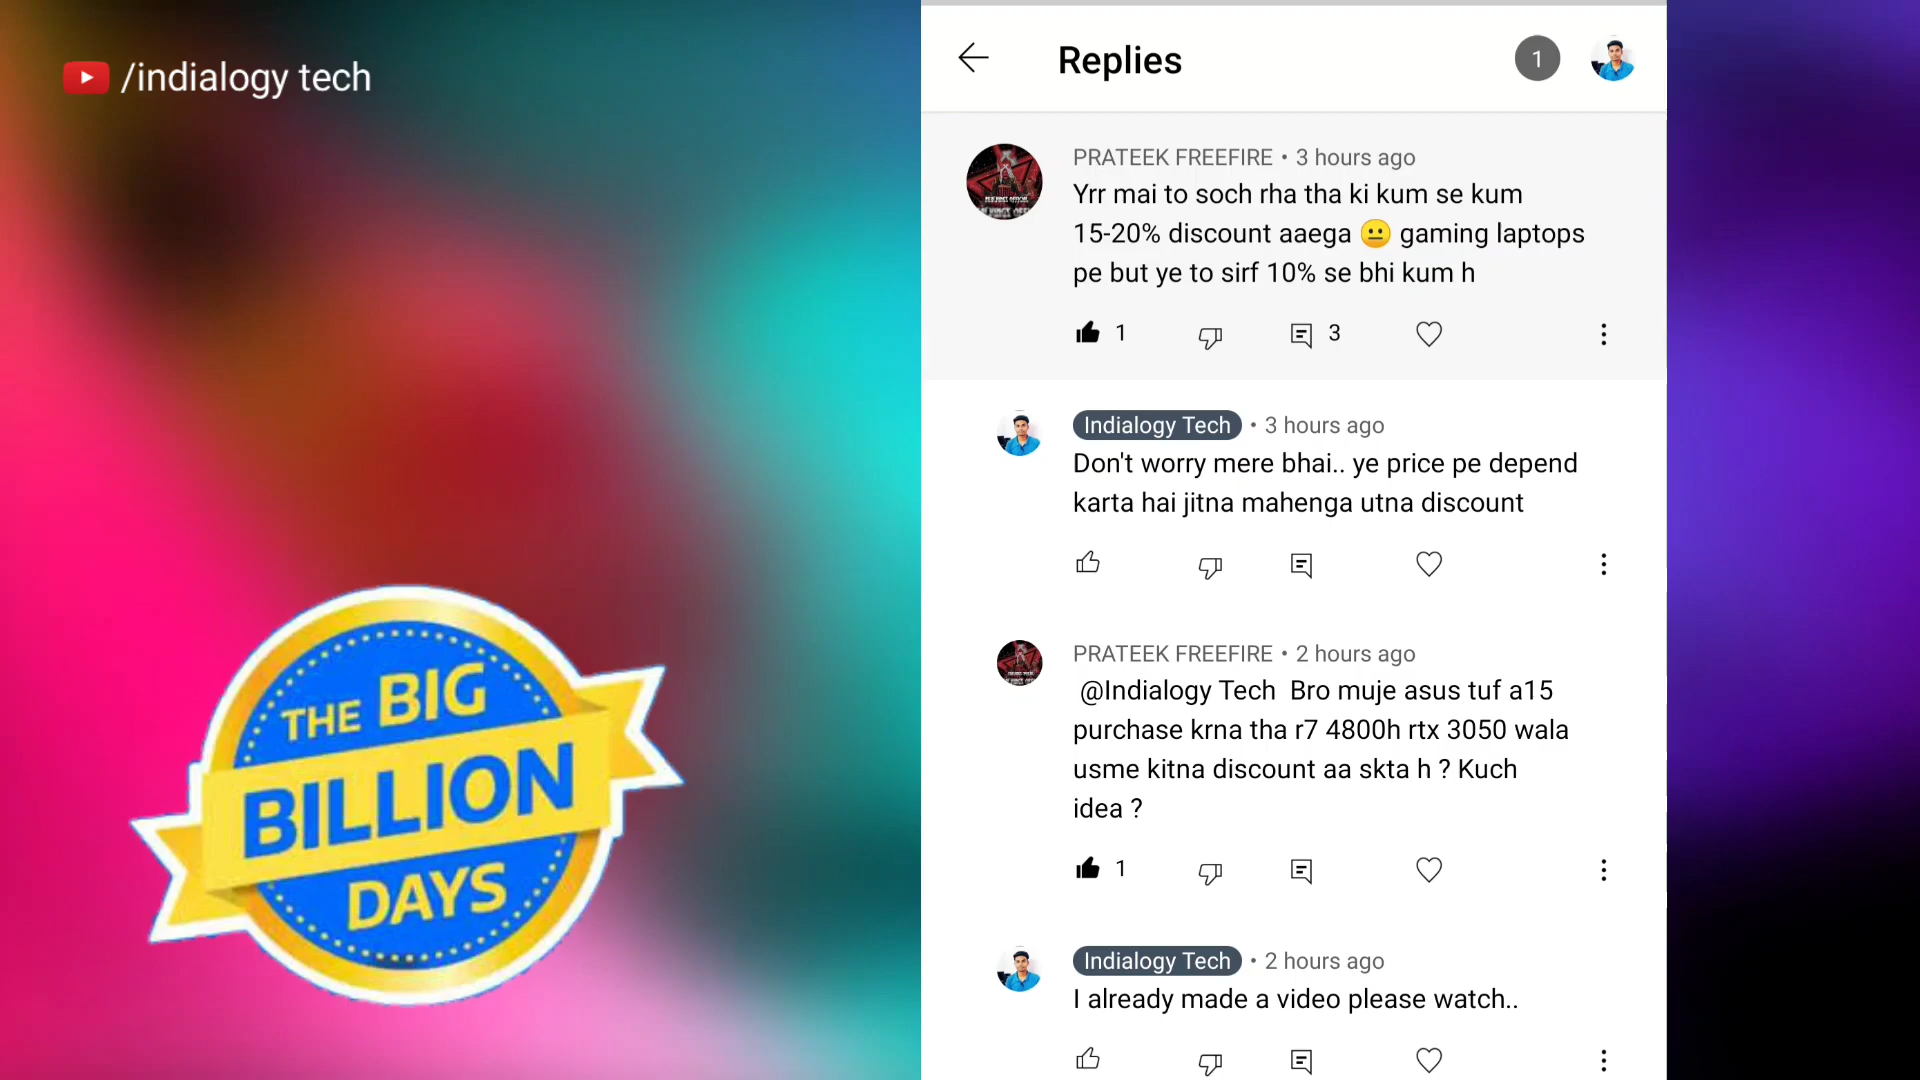 /indialogy tech
THE BIG
BILLION
DAYS
Replies
1
PRATEEK FREEFIRE • 3 hours ago
Yrr mai to soch rha tha ki kum se kum
15-20% discount aaega 😐 gaming laptops
pe but ye to sirf 10% se bhi kum h
1
3
Indialogy Tech • 3 hours ago
Don't worry mere bhai.. ye price pe depend
karta hai jitna mahenga utna discount
PRATEEK FREEFIRE • 2 hours ago
@Indialogy Tech Bro muje asus tuf a15
purchase krna tha r7 4800h rtx 3050 wala
usme kitna discount aa skta h ? Kuch
idea ?
1
Indialogy Tech • 2 hours ago
I already made a video please watch..